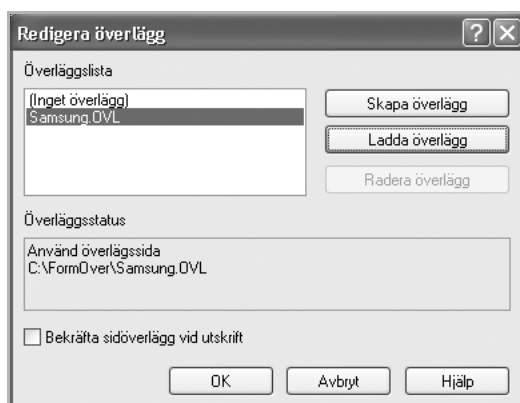 Redigera överlägg
Överläggslista
(Inget överlägg)
Samsung.OVL
Skapa överlägg
Ladda överlägg
Radera överlägg
Överläggsstatus
Använd överlägssida
C:\FormOver\Samsung.OVL
Bekräfta sidöverlägg vid utskrift
OK
Avbryt
Hjälp